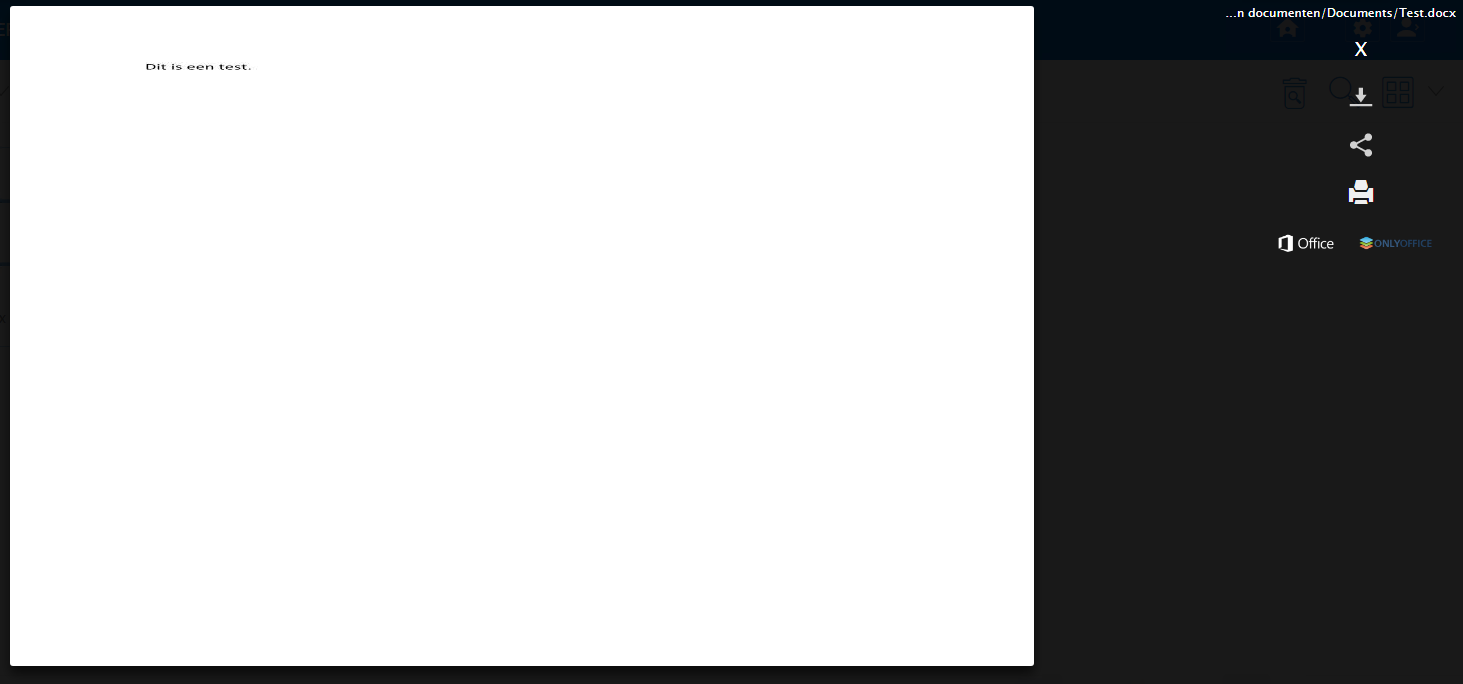 ...n documenten/Documents/Test.docx
X
Dit is een test.
Office
ONLYOFFICE